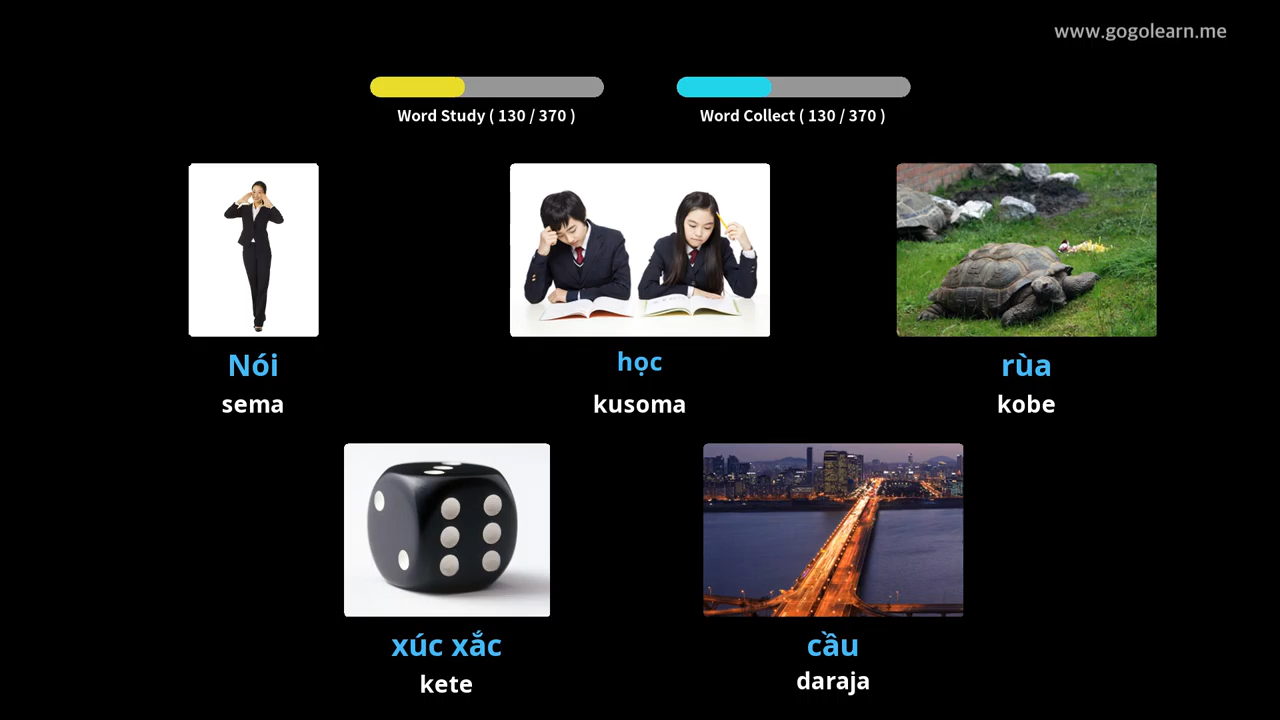 www.gogolearn.me
Word Study ( 130 / 370 )
Word Collect ( 130 / 370 )
Nói
sema
học
kusoma
rùa
kobe
xúc xắc
kete
cầu
daraja